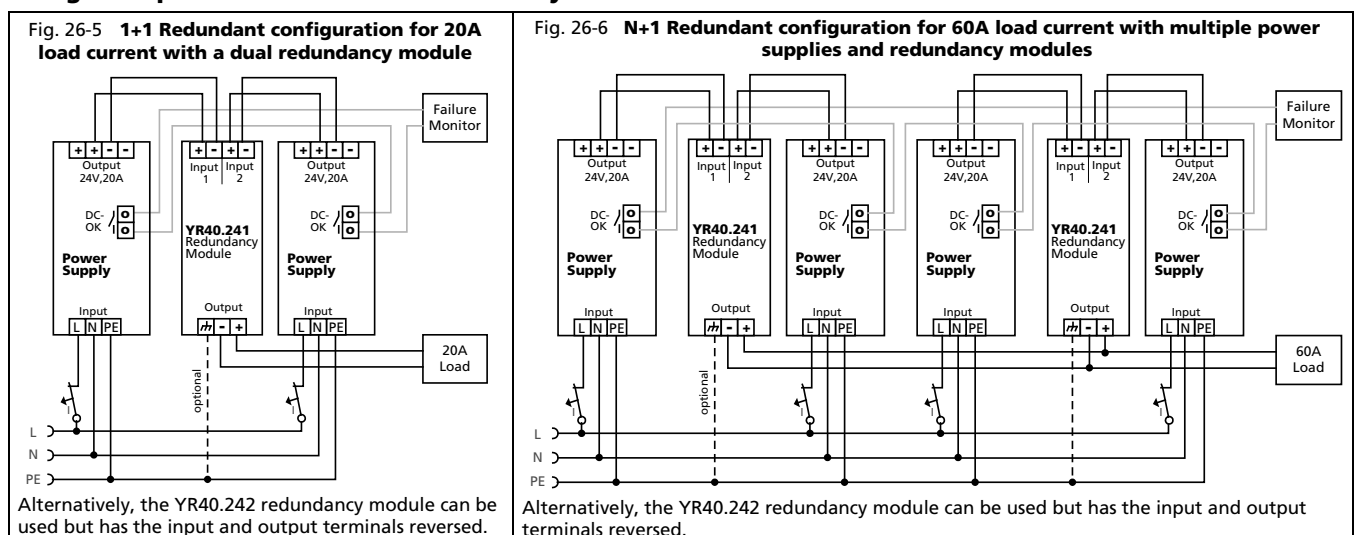 Fig. 26-5 1+1 Redundant configuration for 20A
load current with a dual redundancy module
Failure
Monitor
+ + - -
Output
24V,20A
DC-
OK
Power
Supply
Input
L N PE
+ - + -
Input Input
1 2
YR40.241
Redundancy
Module
Output
- +
+ + - -
Output
24V,20A
DC-
OK
Power
Supply
Input
L N PE
20A
Load
optional
I
I
L
N
PE
Alternatively, the YR40.242 redundancy module can be
used but has the input and output terminals reversed.
Fig. 26-6 N+1 Redundant configuration for 60A load current with multiple power
supplies and redundancy modules
Failure
Monitor
+ + - -
Output
24V,20A
DC-
OK
Power
Supply
Input
L N PE
+ - + -
Input Input
1 2
YR40.241
Redundancy
Module
Output
- +
+ + - -
Output
24V,20A
DC-
OK
Power
Supply
Input
L N PE
+ + - -
Output
24V,20A
DC-
OK
Power
Supply
Input
L N PE
+ - + -
Input Input
1 2
YR40.241
Redundancy
Module
Output
- +
+ + - -
Output
24V,20A
DC-
OK
Power
Supply
Input
L N PE
60A
Load
optional
I
I
I
I
L
N
PE
Alternatively, the YR40.242 redundancy module can be used but has the input and output
terminals reversed.